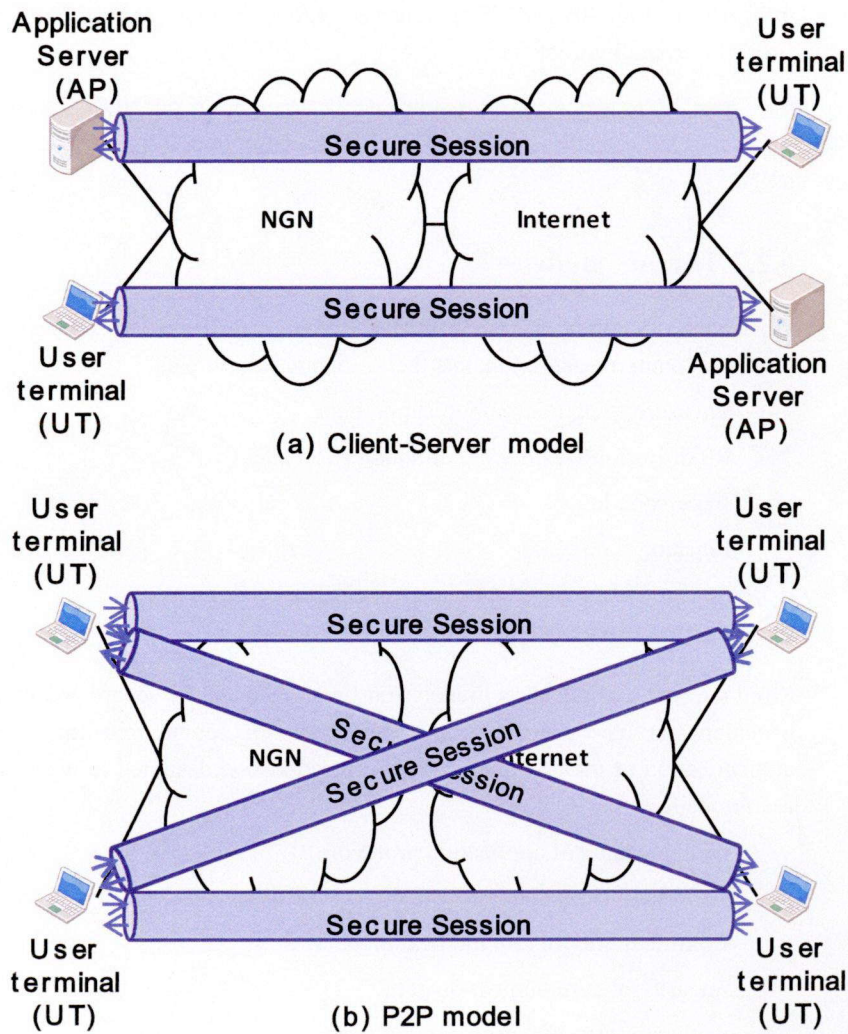 Application
Server
(AP)
User
terminal
(UT)
Secure Session
NGN
Internet
Secure Session
User
terminal
(UT)
Application
Server
(AP)
(a) Client-Server model
User
terminal
(UT)
User
terminal
(UT)
Secure Session
NGN
Secure Session
Secure Session
nternet
Secure Session
User
terminal
(UT)
User
terminal
(UT)
(b) P2P model